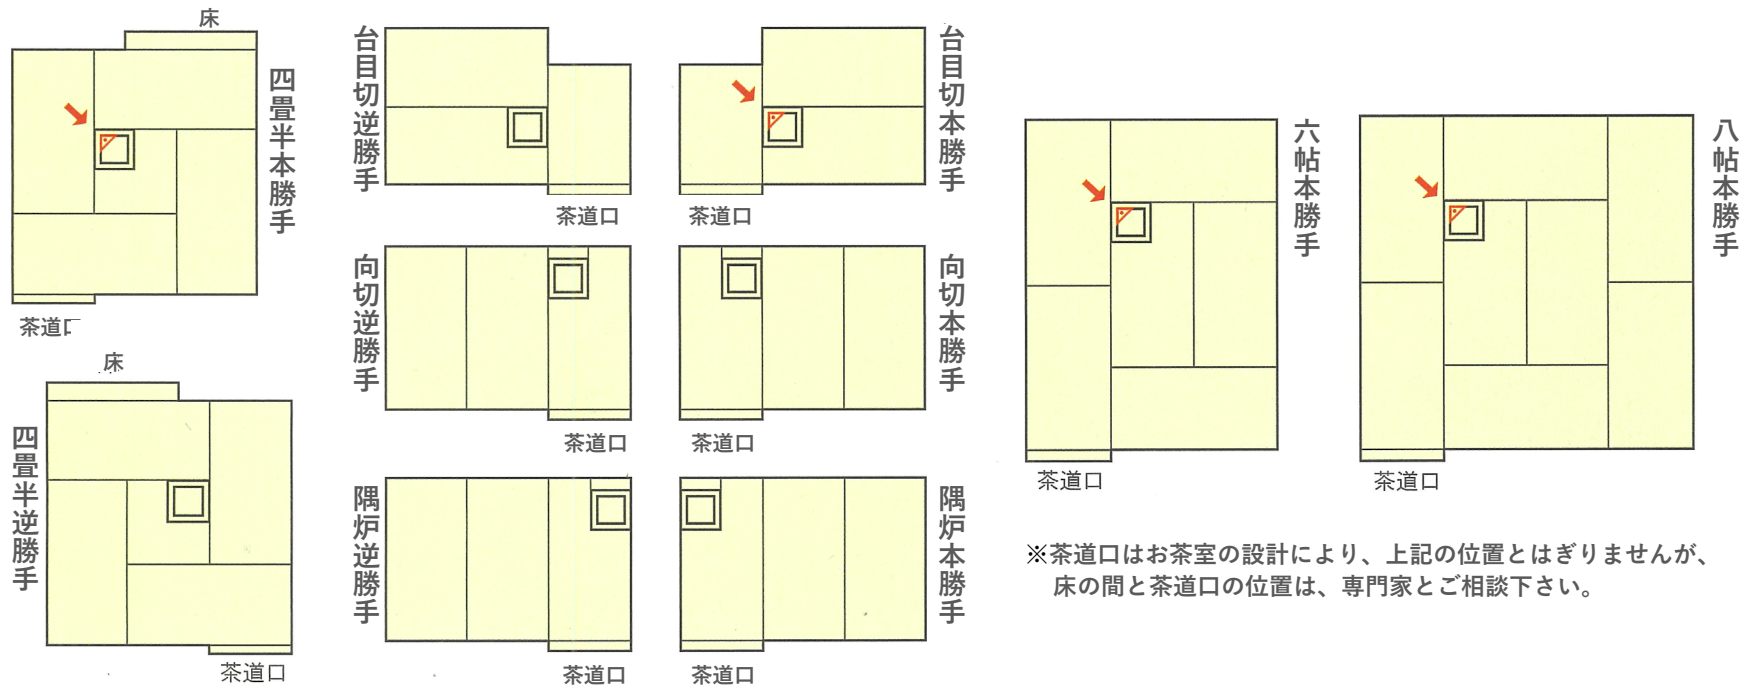 床
四畳半本勝手
茶道口
床
四畳半逆勝手
茶道口
台目切逆勝手
茶道口
台目切本勝手
茶道口
向切逆勝手
茶道口
向切本勝手
茶道口
隅炉逆勝手
茶道口
隅炉本勝手
茶道口
六帖本勝手
茶道口
八帖本勝手
茶道口
※茶道口はお茶室の設計により、上記の位置とはぎりませんが、
床の間と茶道口の位置は、専門家とご相談下さい。